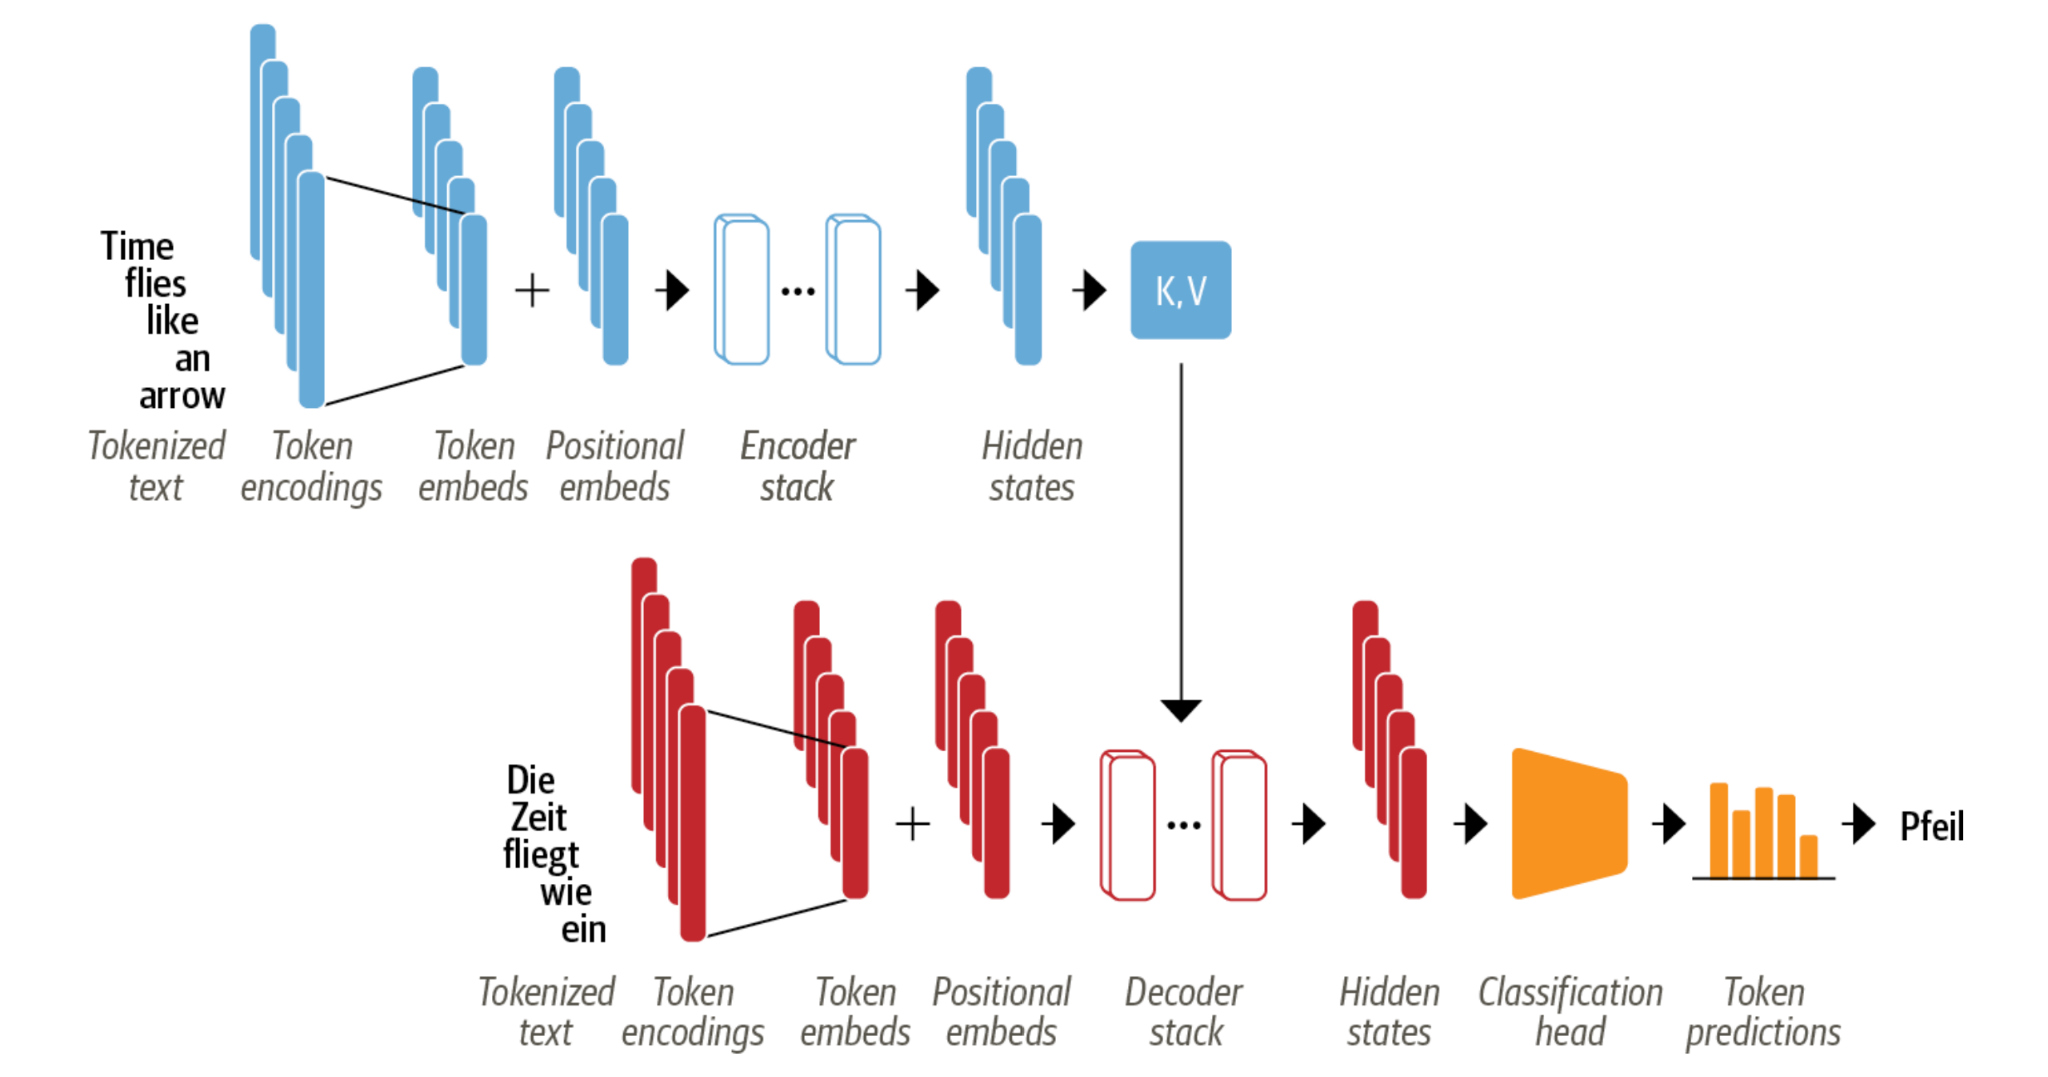 Time
flies
like
an
arrow
Tokenized text
Token encodings
Token embeds
+
Positional embeds
...
Encoder stack
Hidden states
K, V
Die
Zeit
fliegt
wie
ein
Tokenized text
Token encodings
Token embeds
+
Positional embeds
...
Decoder stack
Hidden states
Classification head
Token predictions
Pfeil